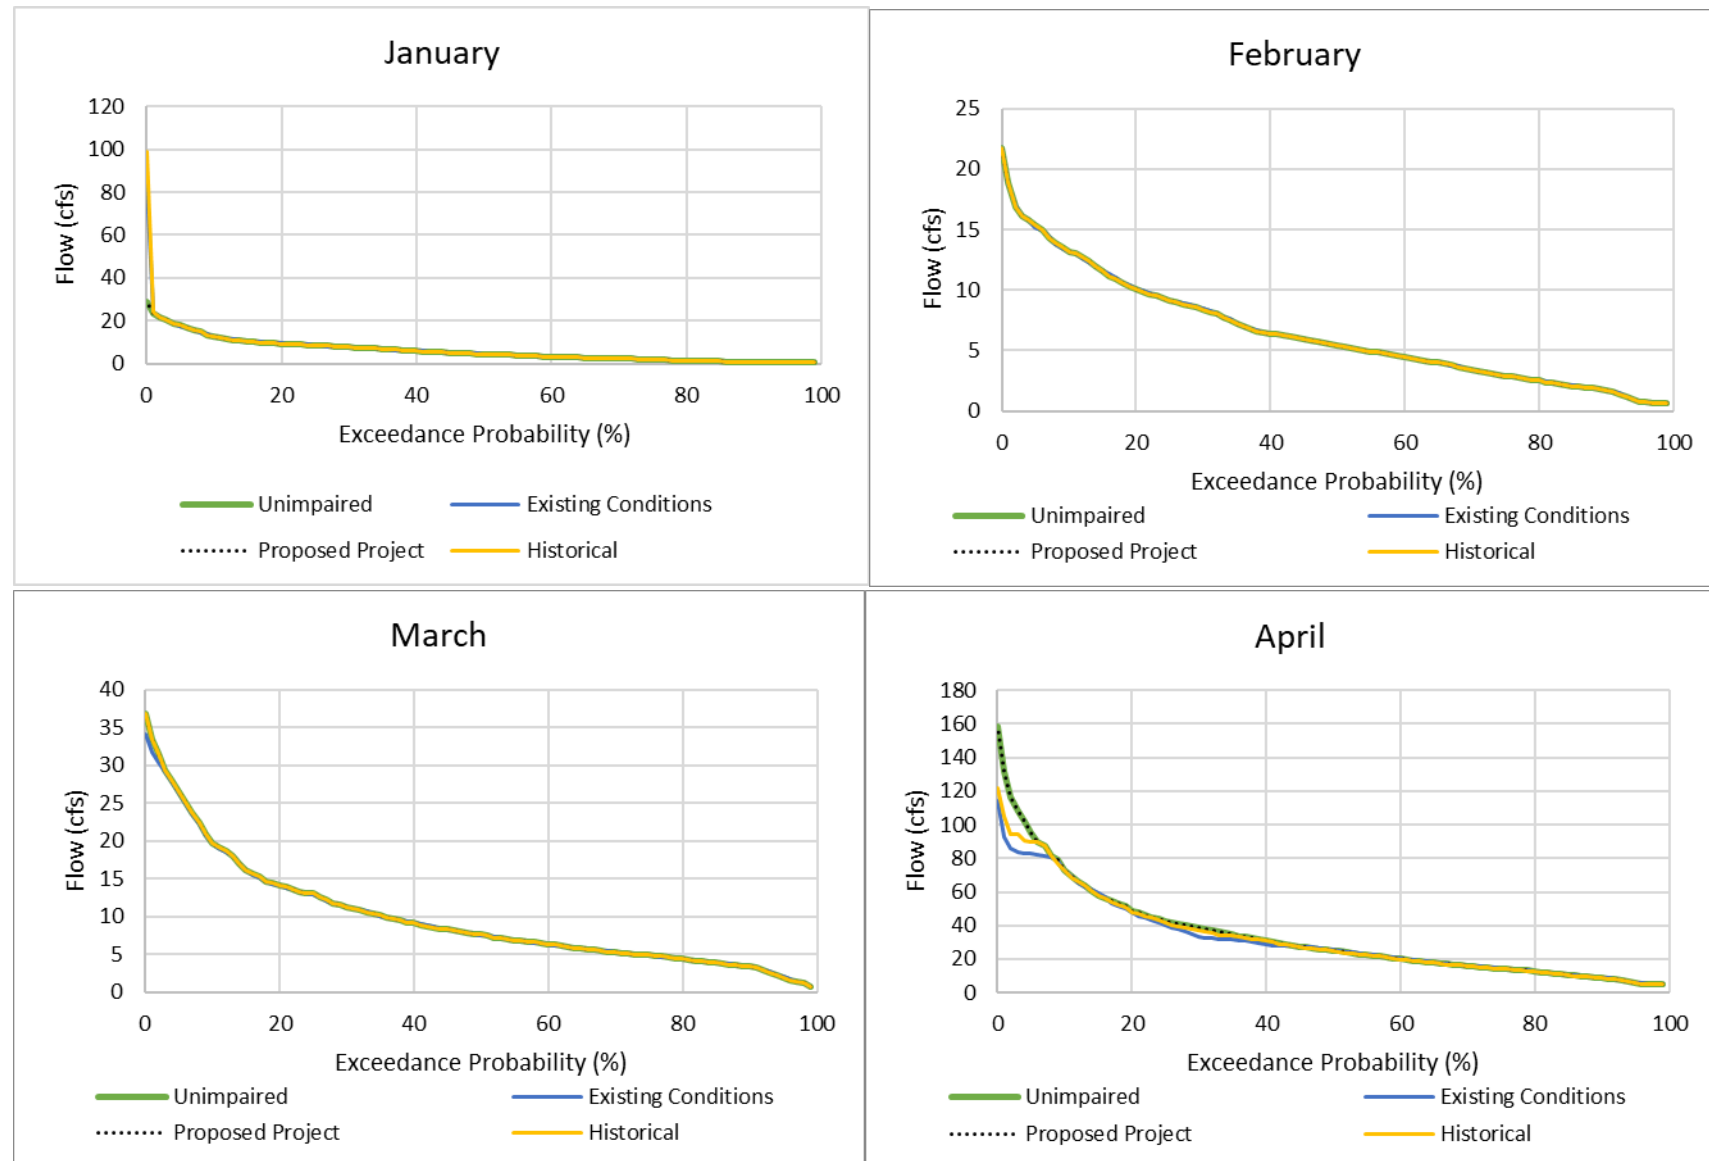 January
120
100
80
60
40
20
0
Flow (cfs)
0 20 40 60 80 100
Exceedance Probability (%)
Unimpaired Existing Conditions
Proposed Project Historical
February
25
20
15
10
5
0
Flow (cfs)
0 20 40 60 80 100
Exceedance Probability (%)
Unimpaired Existing Conditions
Proposed Project Historical
March
40
35
30
25
20
15
10
5
0
Flow (cfs)
0 20 40 60 80 100
Exceedance Probability (%)
Unimpaired Existing Conditions
Proposed Project Historical
April
180
160
140
120
100
80
60
40
20
0
Flow (cfs)
0 20 40 60 80 100
Exceedance Probability (%)
Unimpaired Existing Conditions
Proposed Project Historical